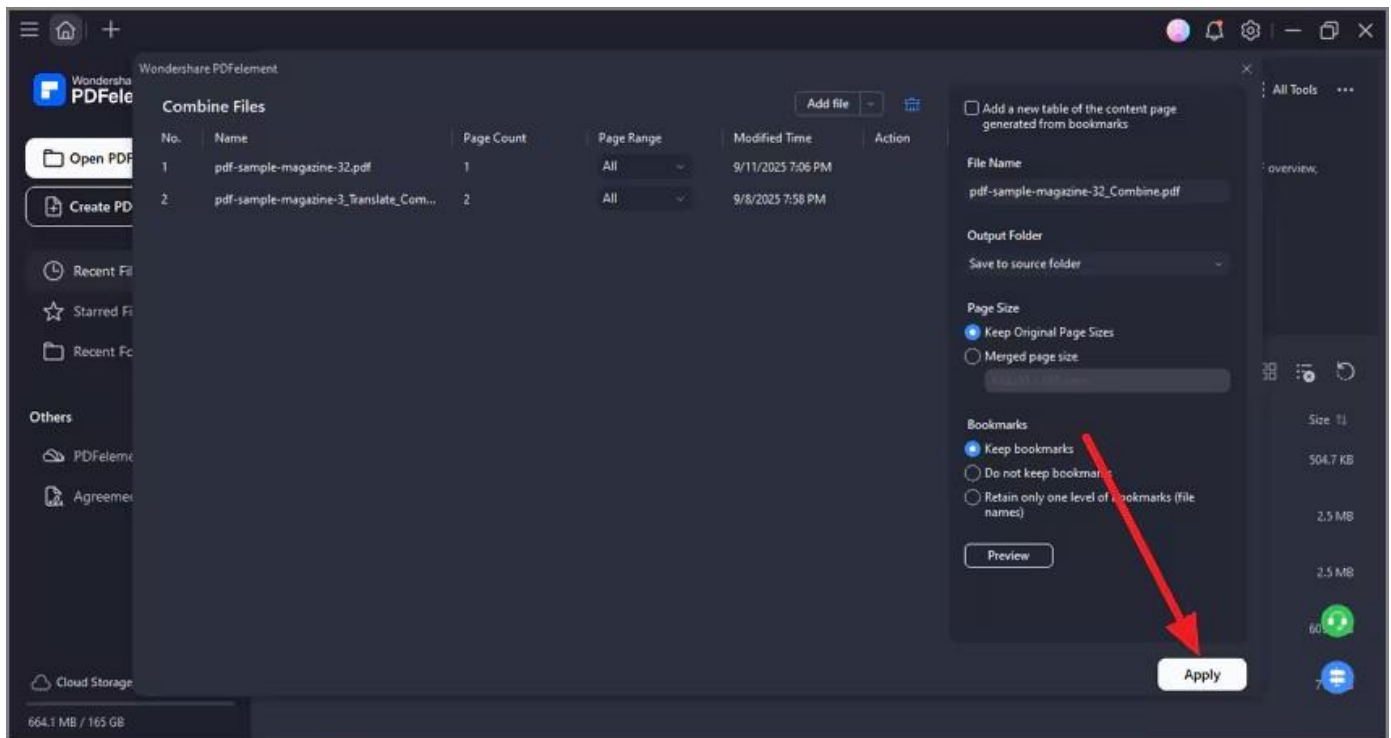 Wondersha
PDFele
Wondershare PDFelement
All Tools
Combine Files
Add file
No. Name Page Count Page Range Modified Time Action
1 pdf-sample-magazine-32.pdf 1 All 9/11/2025 7:06 PM
2 pdf-sample-magazine-3_Translate_Com... 2 All 9/8/2025 7:58 PM
Open PDF
Create PD
Recent Fil
Starred Fi
Recent Fo
Others
PDFeleme
Agreemen
Cloud Storage
664.1 MB / 165 GB
Add a new table of the content page
generated from bookmarks
File Name
pdf-sample-magazine-32_Combine.pdf
Output Folder
Save to source folder
Page Size
Keep Original Page Sizes
Merged page size
Bookmarks
Keep bookmarks
Do not keep bookmarks
Retain only one level of bookmarks (file
names)
Preview
Apply
overview,
Size
504.7 KB
2.5 MB
2.5 MB